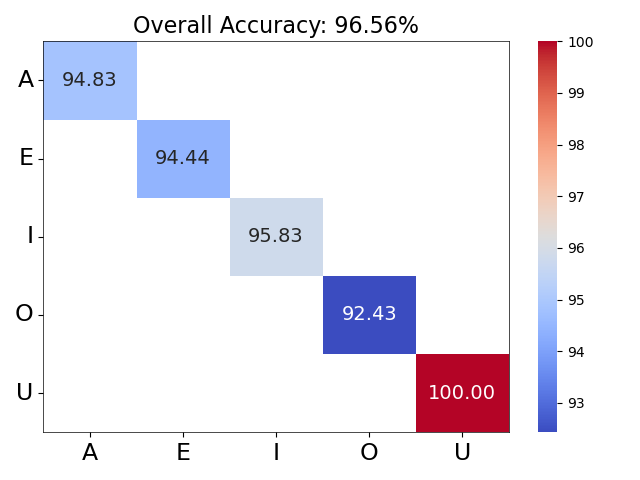 Overall Accuracy: 96.56%
A
94.83
E
94.44
I
95.83
O
92.43
U
100.00
A E I O U
100
99
98
97
96
95
94
93